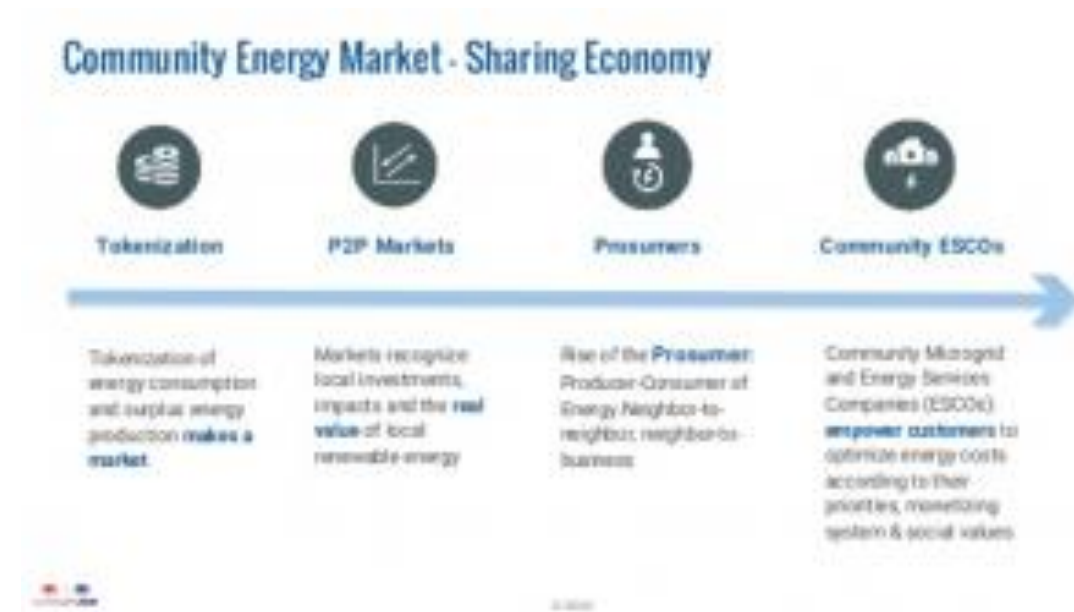 Community Energy Market - Sharing Economy
Tokenization
P2P Markets
Prosumers
Community ESCOs
Tokenization of
energy consumption
and surplus energy
production makes a
market
Markets recognize
local investments,
impacts and the real
value of local
renewable energy
Rise of the Prosumer:
Producer-Consumer of
Energy Neighbor-to-
neighbor, neighbor-to-
business
Community Microgrid
and Energy Services
Companies (ESCOs)
empower customers to
optimize energy costs
according to their
priorities, monetizing
system & social values